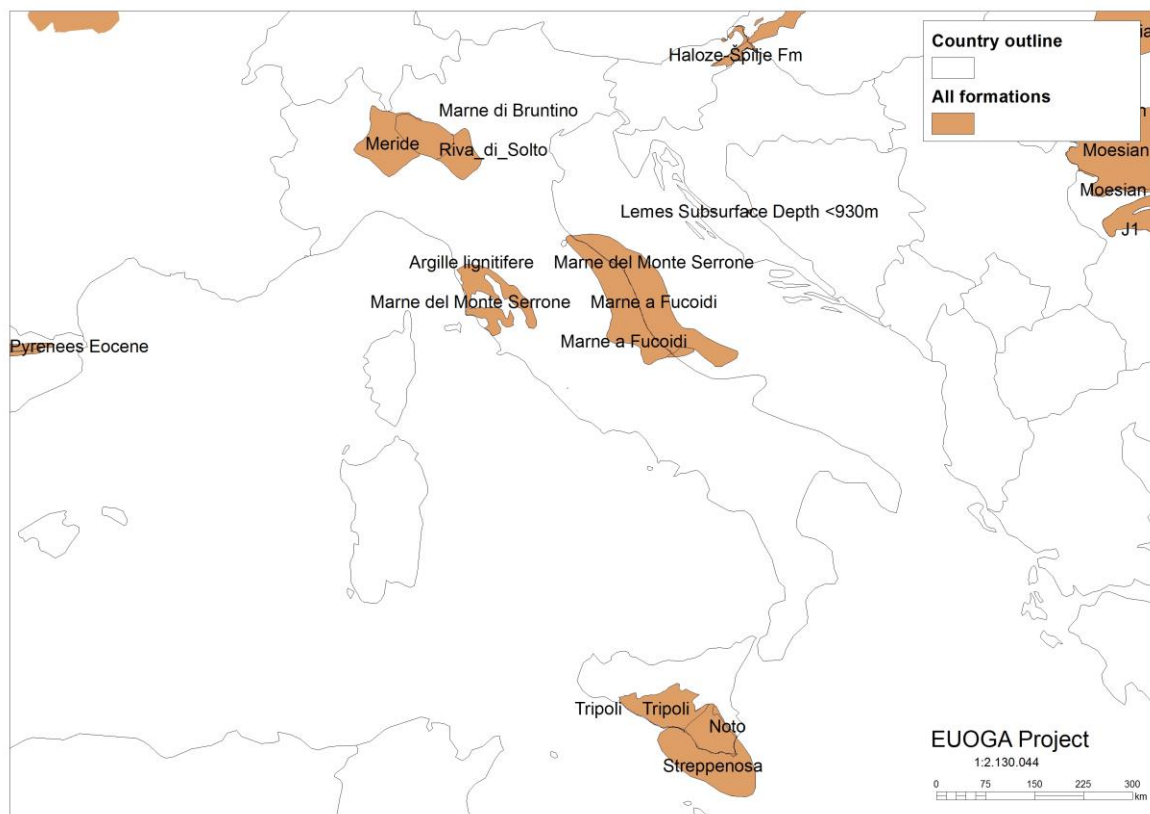 Country outline
All formations
Haloze-Špilje Fm
Marne di Bruntino
Meride
Riva_di_Solto
Moesian
Moesian
Lemes Subsurface Depth <930m
J1
Argille lignitifere
Marne del Monte Serrone
Marne del Monte Serrone
Marne a Fucoidi
Marne a Fucoidi
Pyrenees Eocene
Tripoli
Tripoli
Noto
Streppenosa
EUOGA Project
1:2.130.044
0 75 150 225 300
km